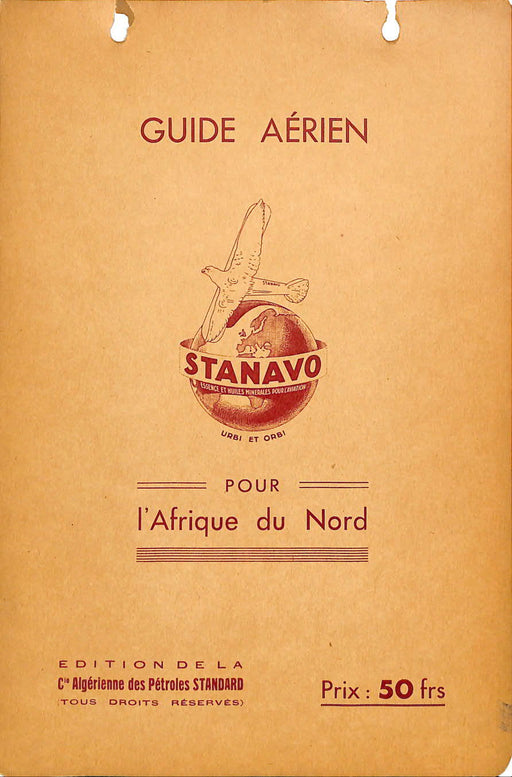 GUIDE AÉRIEN
STANAVO
STANAVO
ESSENCE ET HUILES MINERALES POUR L'AVIATION
URBI ET ORBI
POUR
l'Afrique du Nord
EDITION DE LA
Cie Algérienne des Pétroles STANDARD
(TOUS DROITS RÉSERVÉS)
Prix : 50 frs